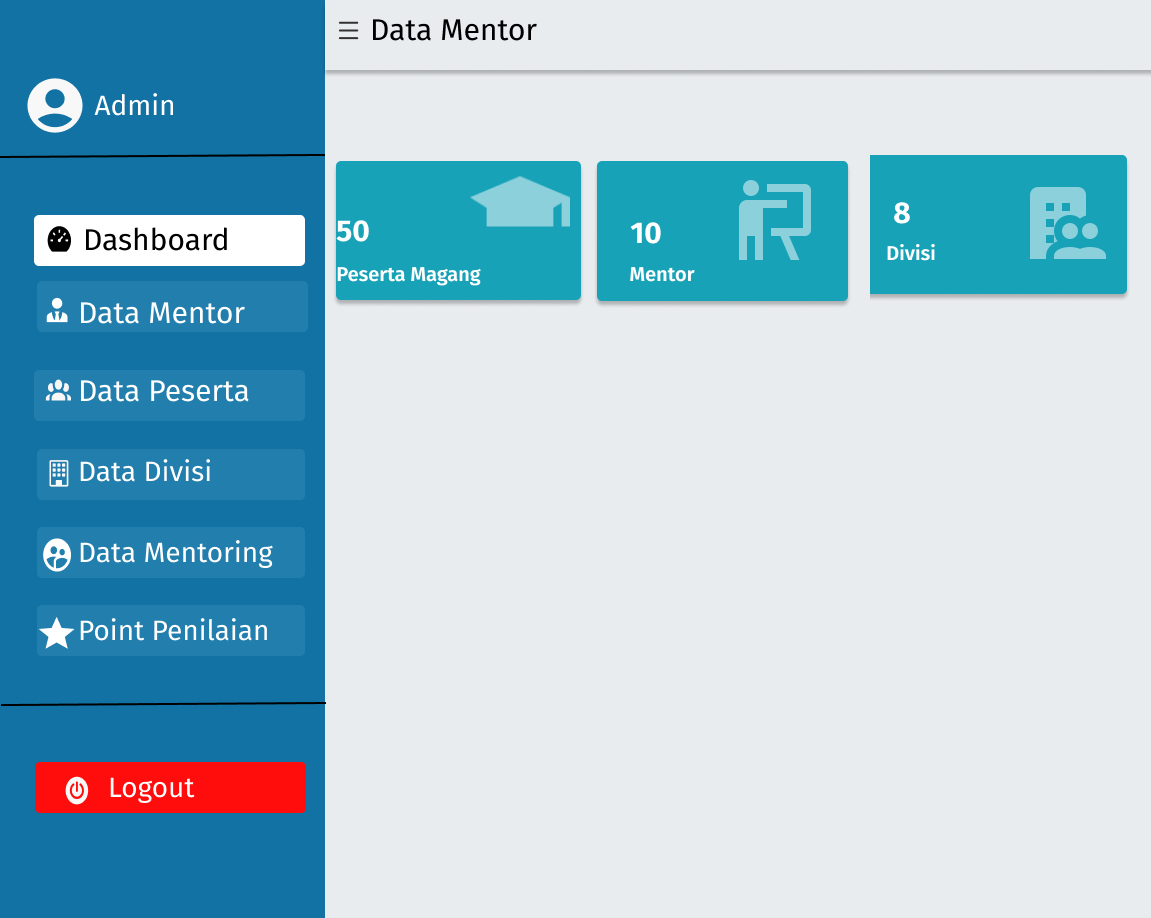 Data Mentor
Admin
Dashboard
Data Mentor
Data Peserta
Data Divisi
Data Mentoring
Point Penilaian
Logout
50
Peserta Magang
10
Mentor
8
Divisi